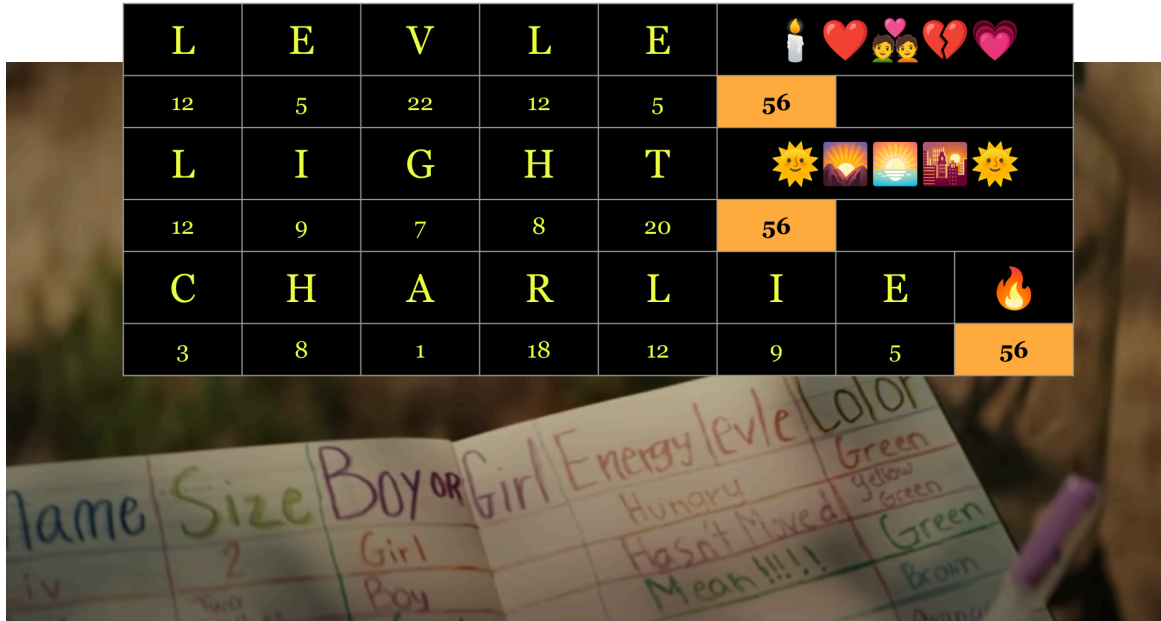 L E V L E
12 5 22 12 5 56
L I G H T
12 9 7 8 20 56
C H A R L I E
3 8 1 18 12 9 5 56
Name Size Boy or Girl Energy levle Color
iv 2 Girl Hungry Green
Two Boy Hasn't Moved Yellow Green
Mean!!!!! Green
Brown